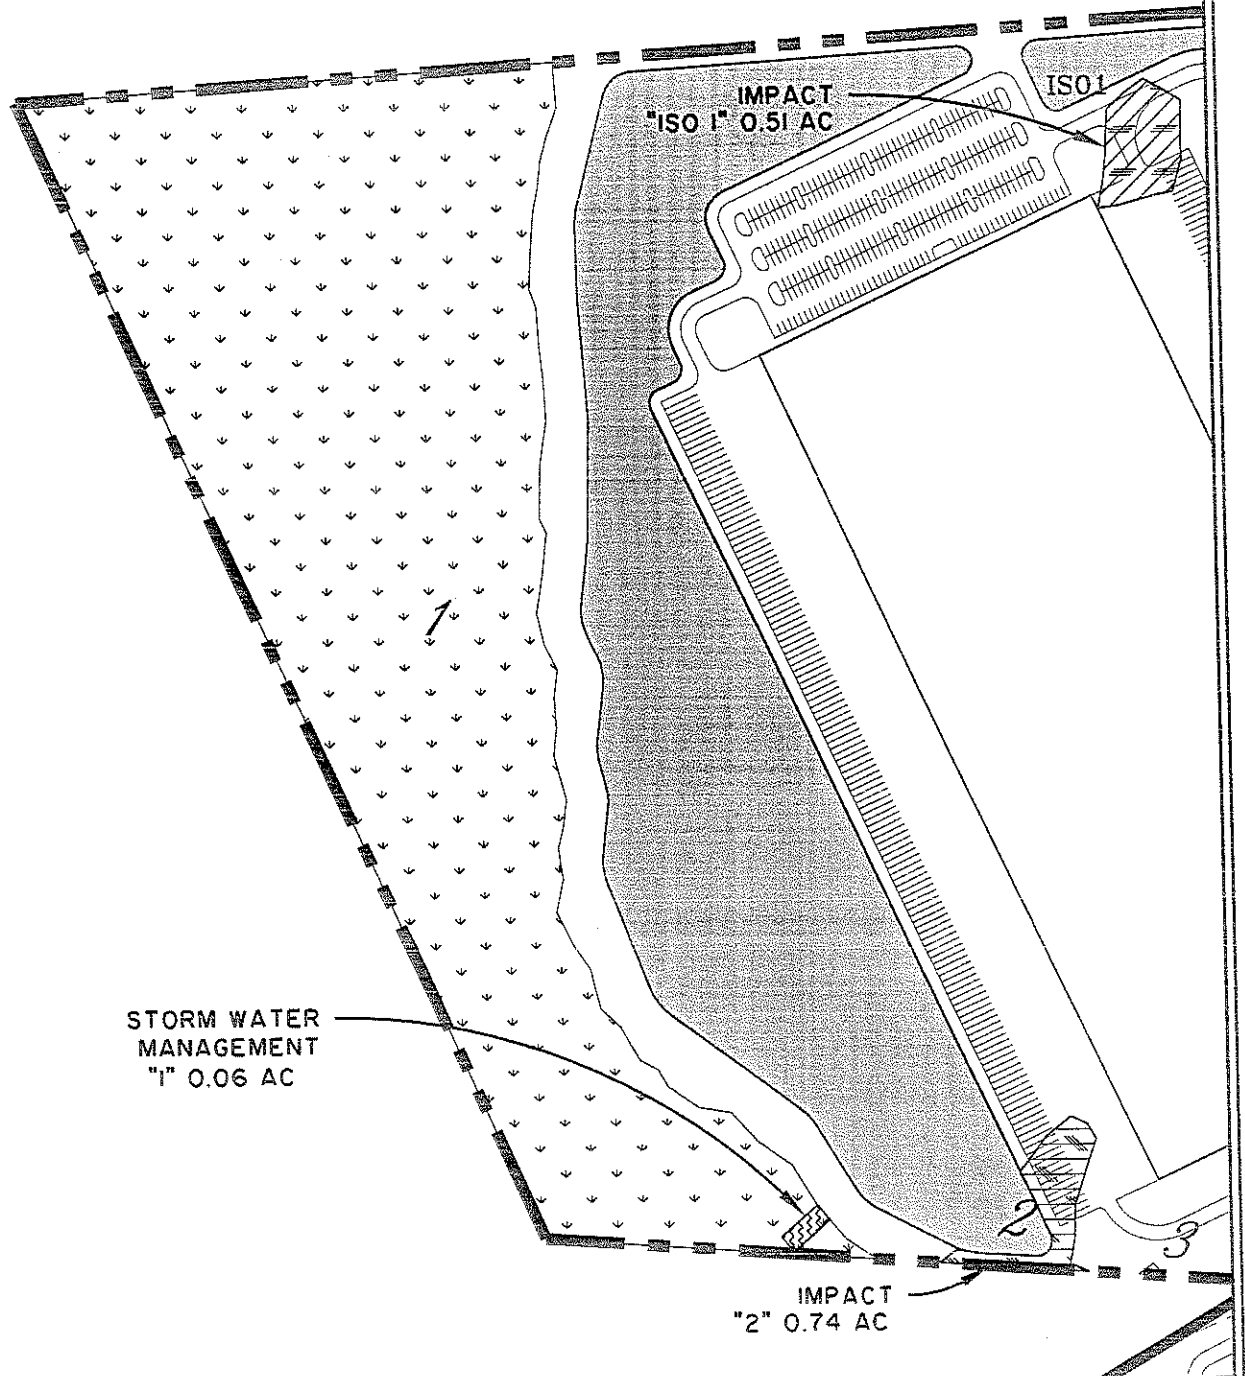 IMPACT
"ISO 1" 0.51 AC
ISO1
1
STORM WATER
MANAGEMENT
"1" 0.06 AC
2
3
IMPACT
"2" 0.74 AC